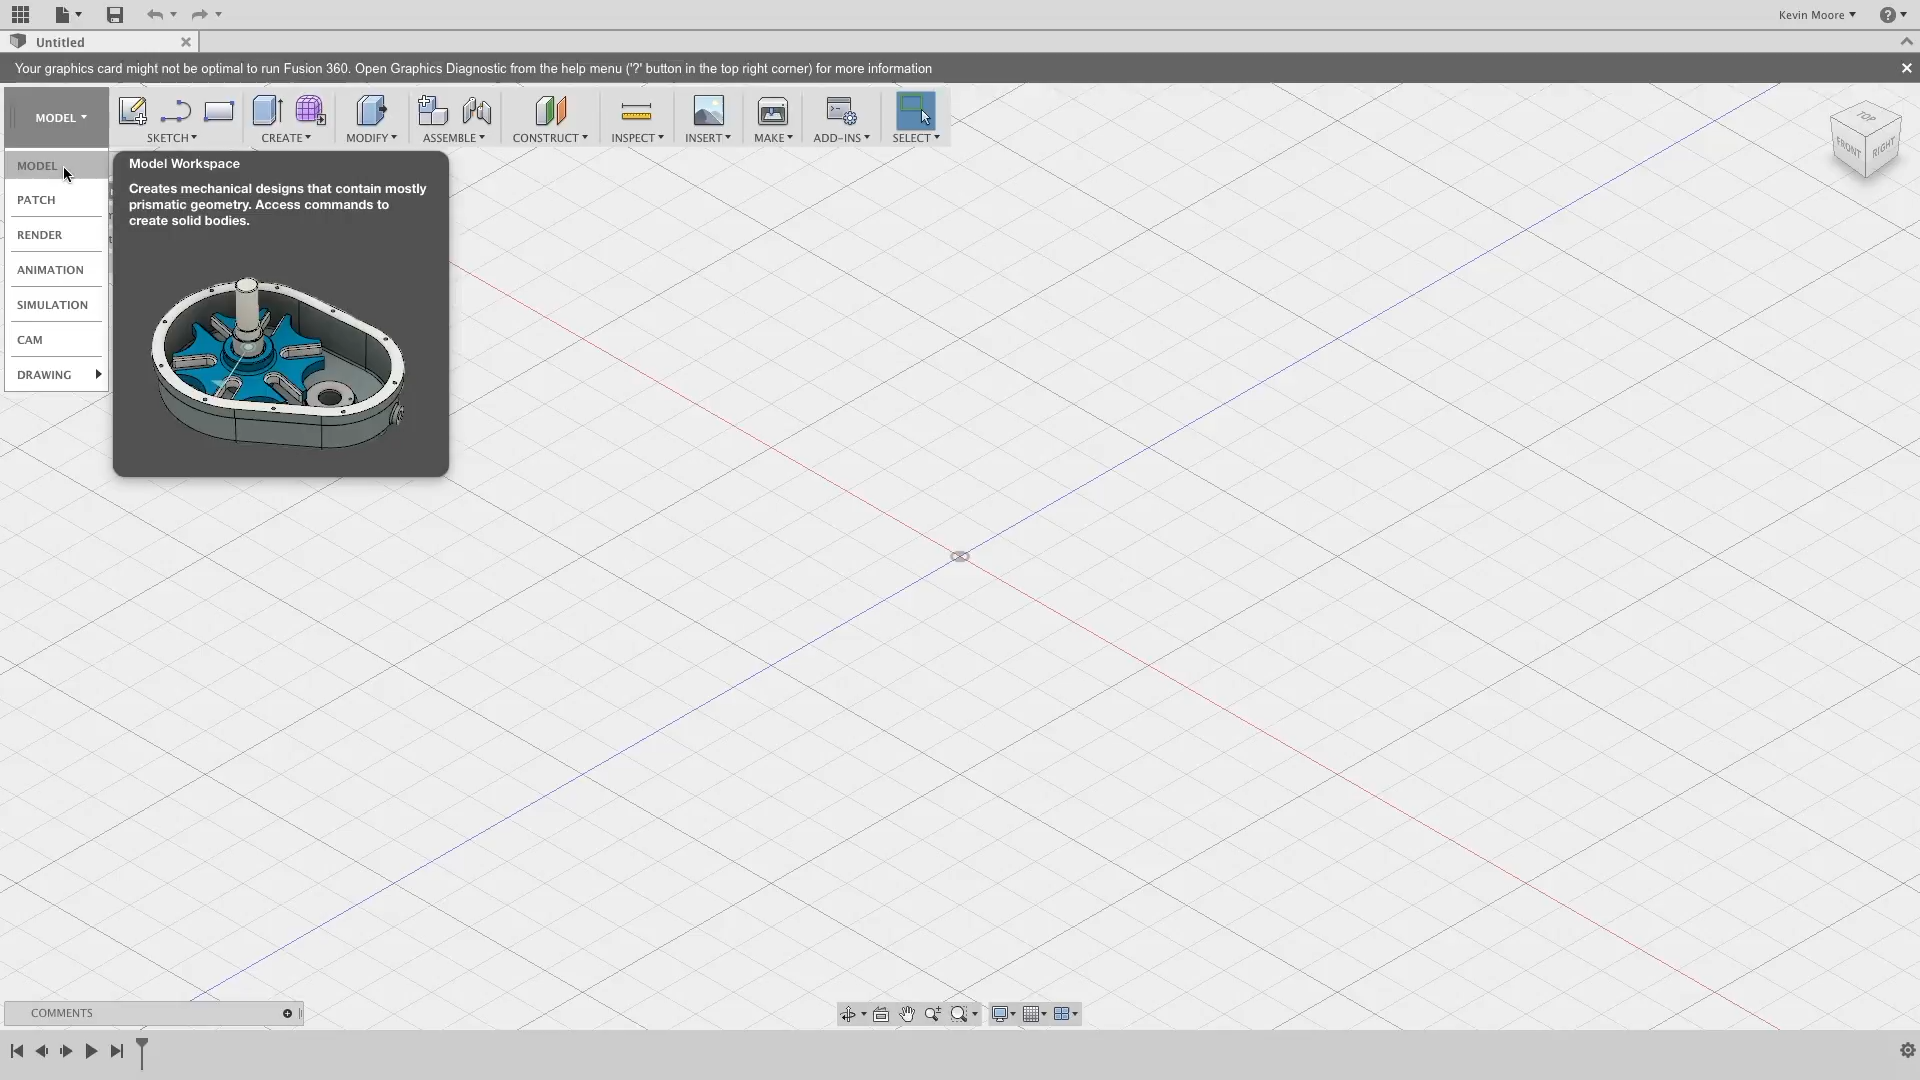 Kevin Moore
Untitled
Your graphics card might not be optimal to run Fusion 360. Open Graphics Diagnostic from the help menu ('?' button in the top right corner) for more information
MODEL
SKETCH
CREATE
MODIFY
ASSEMBLE
CONSTRUCT
INSPECT
INSERT
MAKE
ADD-INS
SELECT
TOP
FRONT
RIGHT
MODEL
PATCH
RENDER
ANIMATION
SIMULATION
CAM
DRAWING
Model Workspace
Creates mechanical designs that contain mostly
prismatic geometry. Access commands to
create solid bodies.
COMMENTS